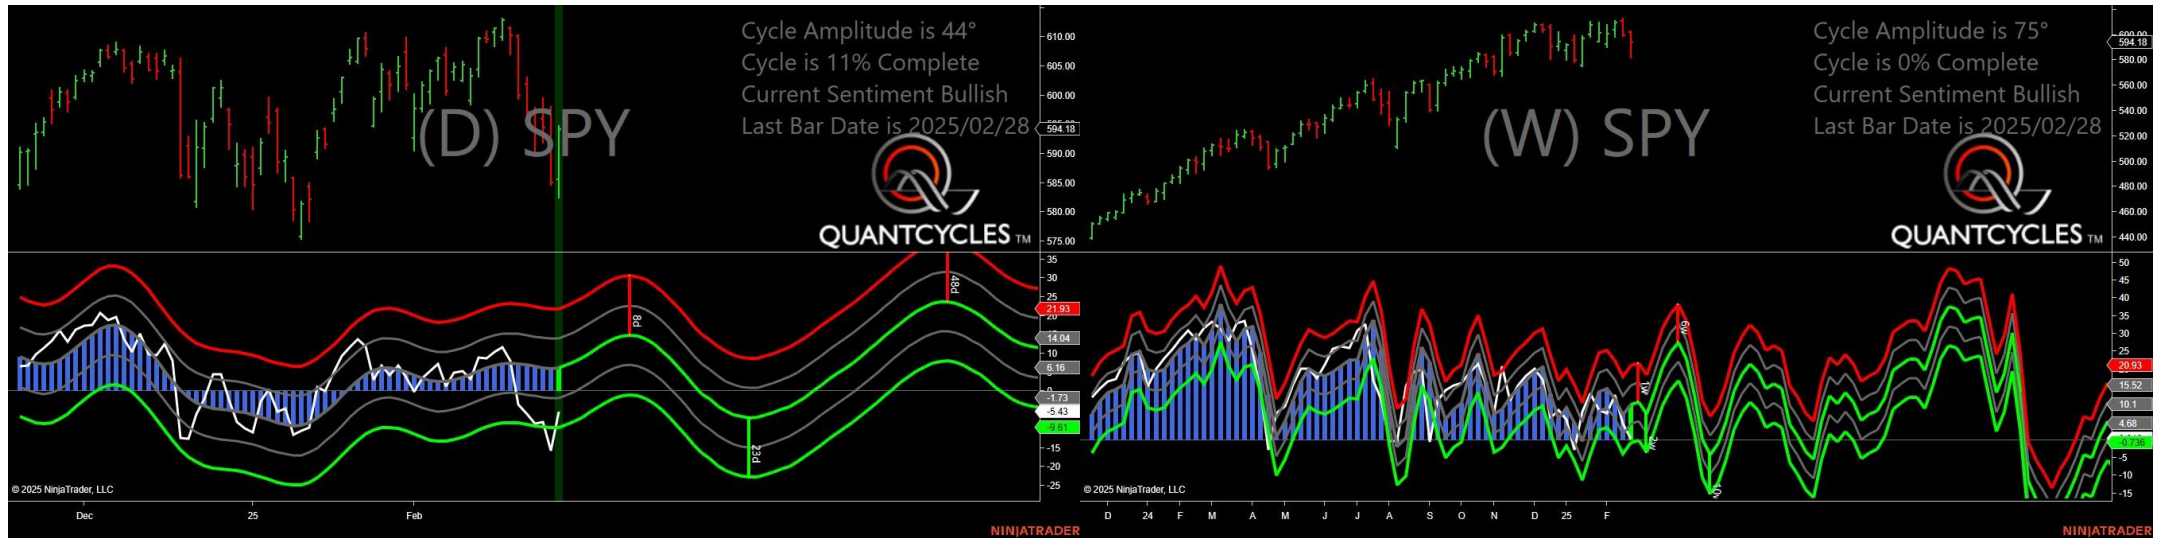 Cycle Amplitude is 44°
Cycle is 11% Complete
Current Sentiment Bullish
Last Bar Date is 2025/02/28
(D) SPY
QUANTCYCLES TM
610.00
605.00
600.00
594.18
590.00
585.00
580.00
575.00
35
30
25
21.93
14.04
10
6.16
0
-1.73
-5.43
-9.61
-15
-20
-25
8d
23d
48d
© 2025 NinjaTrader, LLC
Dec 25 Feb
NINJATRADER
Cycle Amplitude is 75°
Cycle is 0% Complete
Current Sentiment Bullish
Last Bar Date is 2025/02/28
(W) SPY
QUANTCYCLES TM
600.00
594.18
580.00
560.00
540.00
520.00
500.00
480.00
460.00
440.00
50
45
40
35
30
25
20.93
15.52
10.1
4.68
-0.736
-5
-10
-15
1w
6w
© 2025 NinjaTrader, LLC
D 24 F M A M J J A S O N D 25 F
NINJATRADER